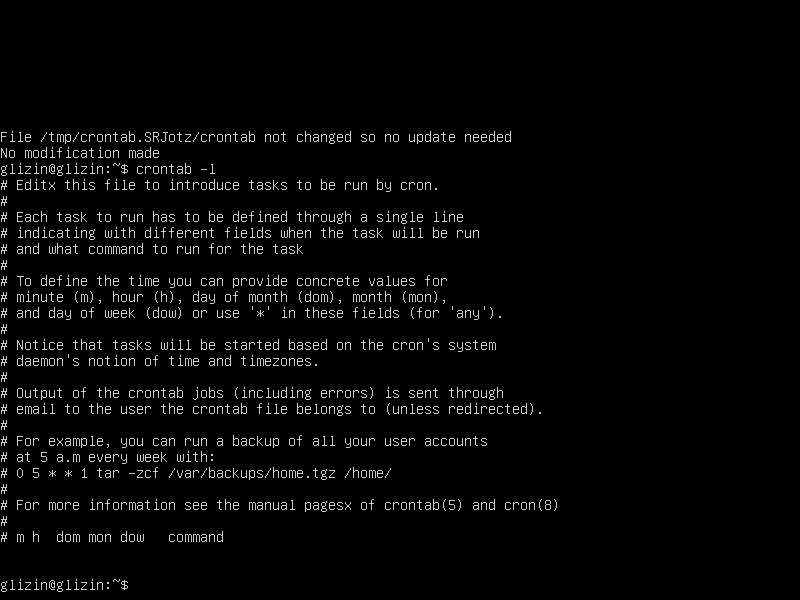 File /tmp/crontab.SRJotz/crontab not changed so no update needed
No modification made
glizin@glizin:~$ crontab -l
# Editx this file to introduce tasks to be run by cron.
#
# Each task to run has to be defined through a single line
# indicating with different fields when the task will be run
# and what command to run for the task
#
# To define the time you can provide concrete values for
# minute (m), hour (h), day of month (dom), month (mon),
# and day of week (dow) or use '*' in these fields (for 'any').
#
# Notice that tasks will be started based on the cron's system
# daemon's notion of time and timezones.
#
# Output of the crontab jobs (including errors) is sent through
# email to the user the crontab file belongs to (unless redirected).
#
# For example, you can run a backup of all your user accounts
# at 5 a.m every week with:
# 0 5 * * 1 tar -zcf /var/backups/home.tgz /home/
#
# For more information see the manual pagesx of crontab(5) and cron(8)
#
# m h  dom mon dow   command
glizin@glizin:~$